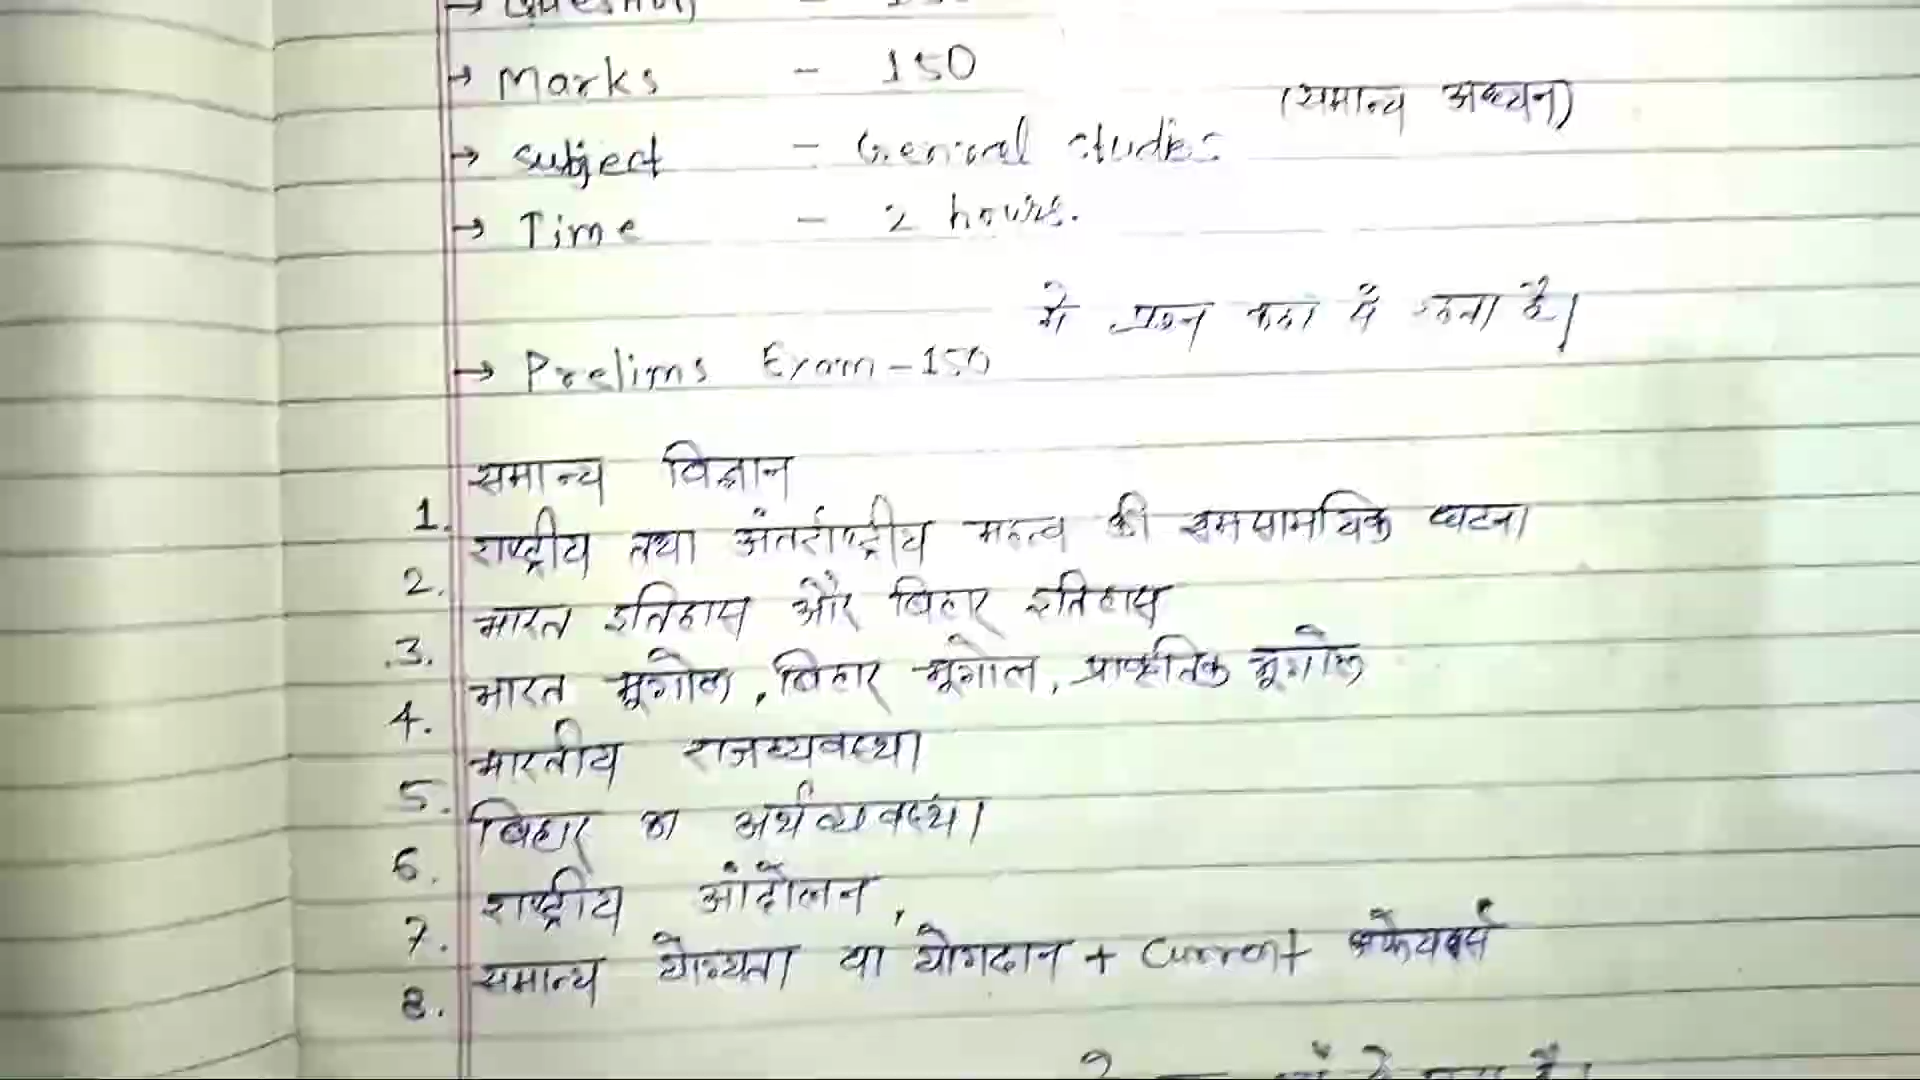 → Question -
→ Marks - 150
→ subject - General studies (समान्य अध्यन)
→ Time - 2 hours.
→ Prelims Exam - 150 में प्रश्न कहा से रहता है।
1. समान्य विज्ञान
2. राष्ट्रीय तथा अंतर्राष्ट्रीय महत्व की समसामयिक घटना
3. भारत इतिहास और बिहार इतिहास
4. भारत भूगोल, बिहार भूगोल, प्राकृतिक भूगोल
5. भारतीय राजव्यवस्था
6. बिहार का अर्थव्यवस्था
7. राष्ट्रीय आंदोलन,
8. समान्य योग्यता या योगदान + Current अफेयर्स